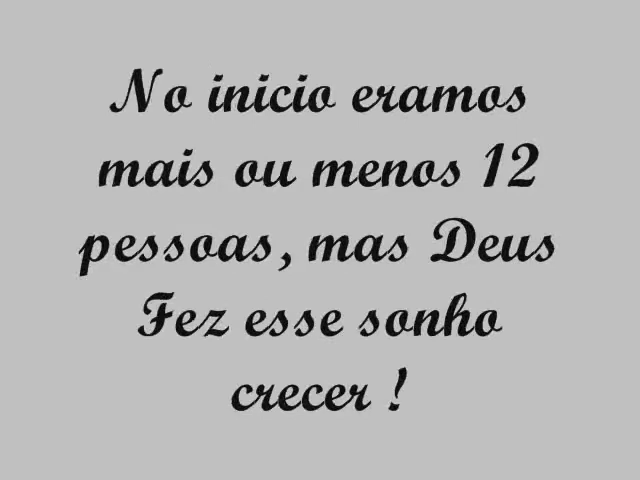 No inicio eramos
mais ou menos 12
pessoas, mas Deus
Fez esse sonho
crecer !